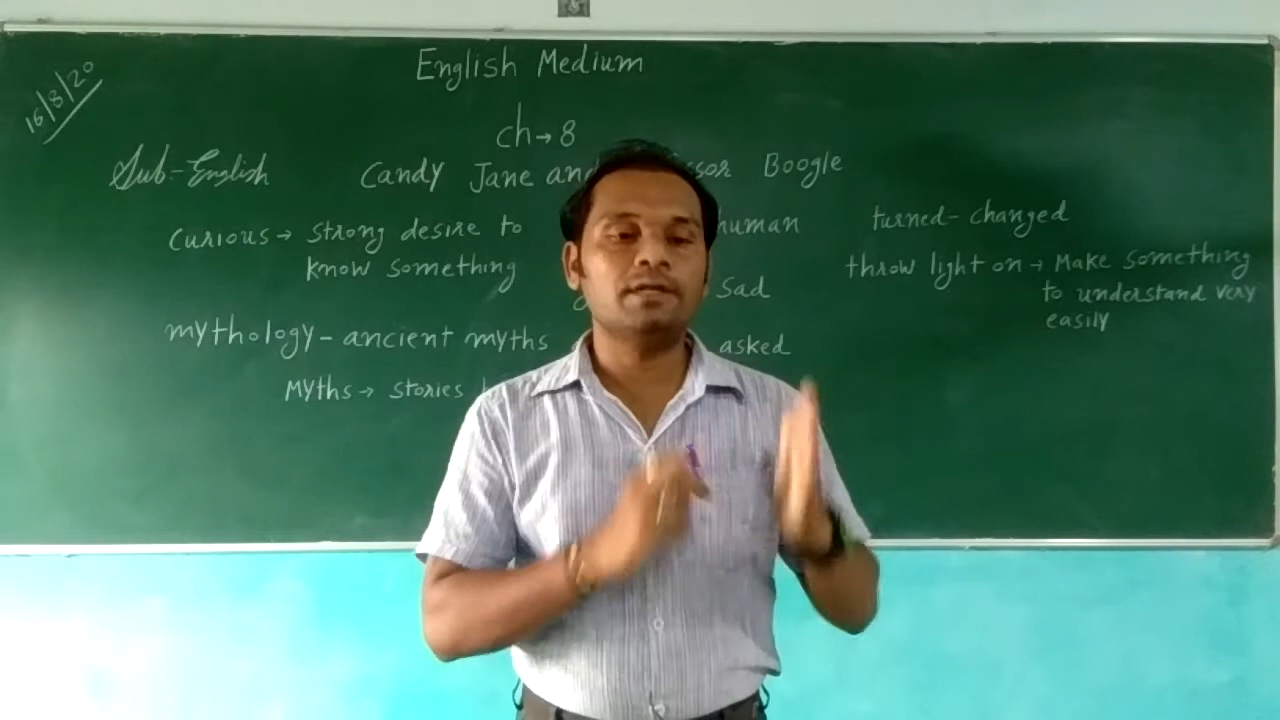 16/8/20
English Medium
ch→8
Sub:-English
Candy Jane and Boogle
curious → strong desire to
know something
mythology - ancient myths
Myths → stories
human
sad
asked
turned - changed
throw light on → Make something
to understand very
easily